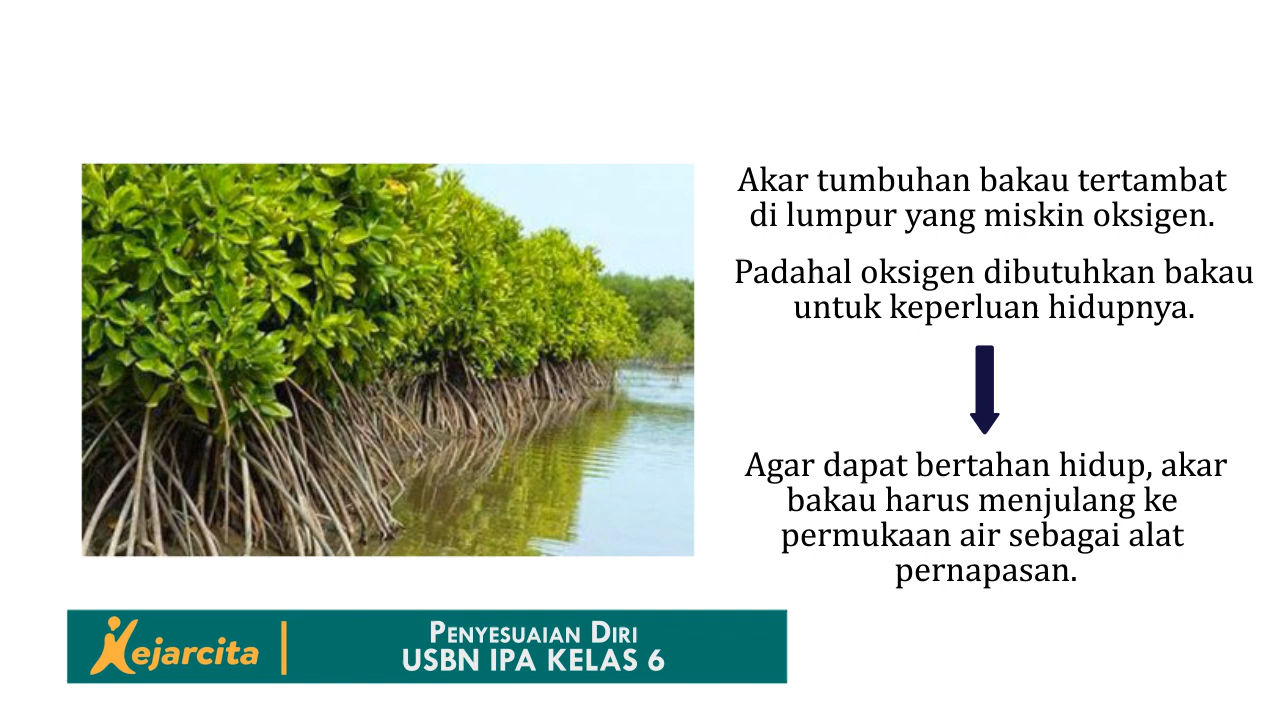 Akar tumbuhan bakau tertambat
di lumpur yang miskin oksigen.
Padahal oksigen dibutuhkan bakau
untuk keperluan hidupnya.
Agar dapat bertahan hidup, akar
bakau harus menjulang ke
permukaan air sebagai alat
pernapasan.
Kejarcita
PENYESUAIAN DIRI
USBN IPA KELAS 6